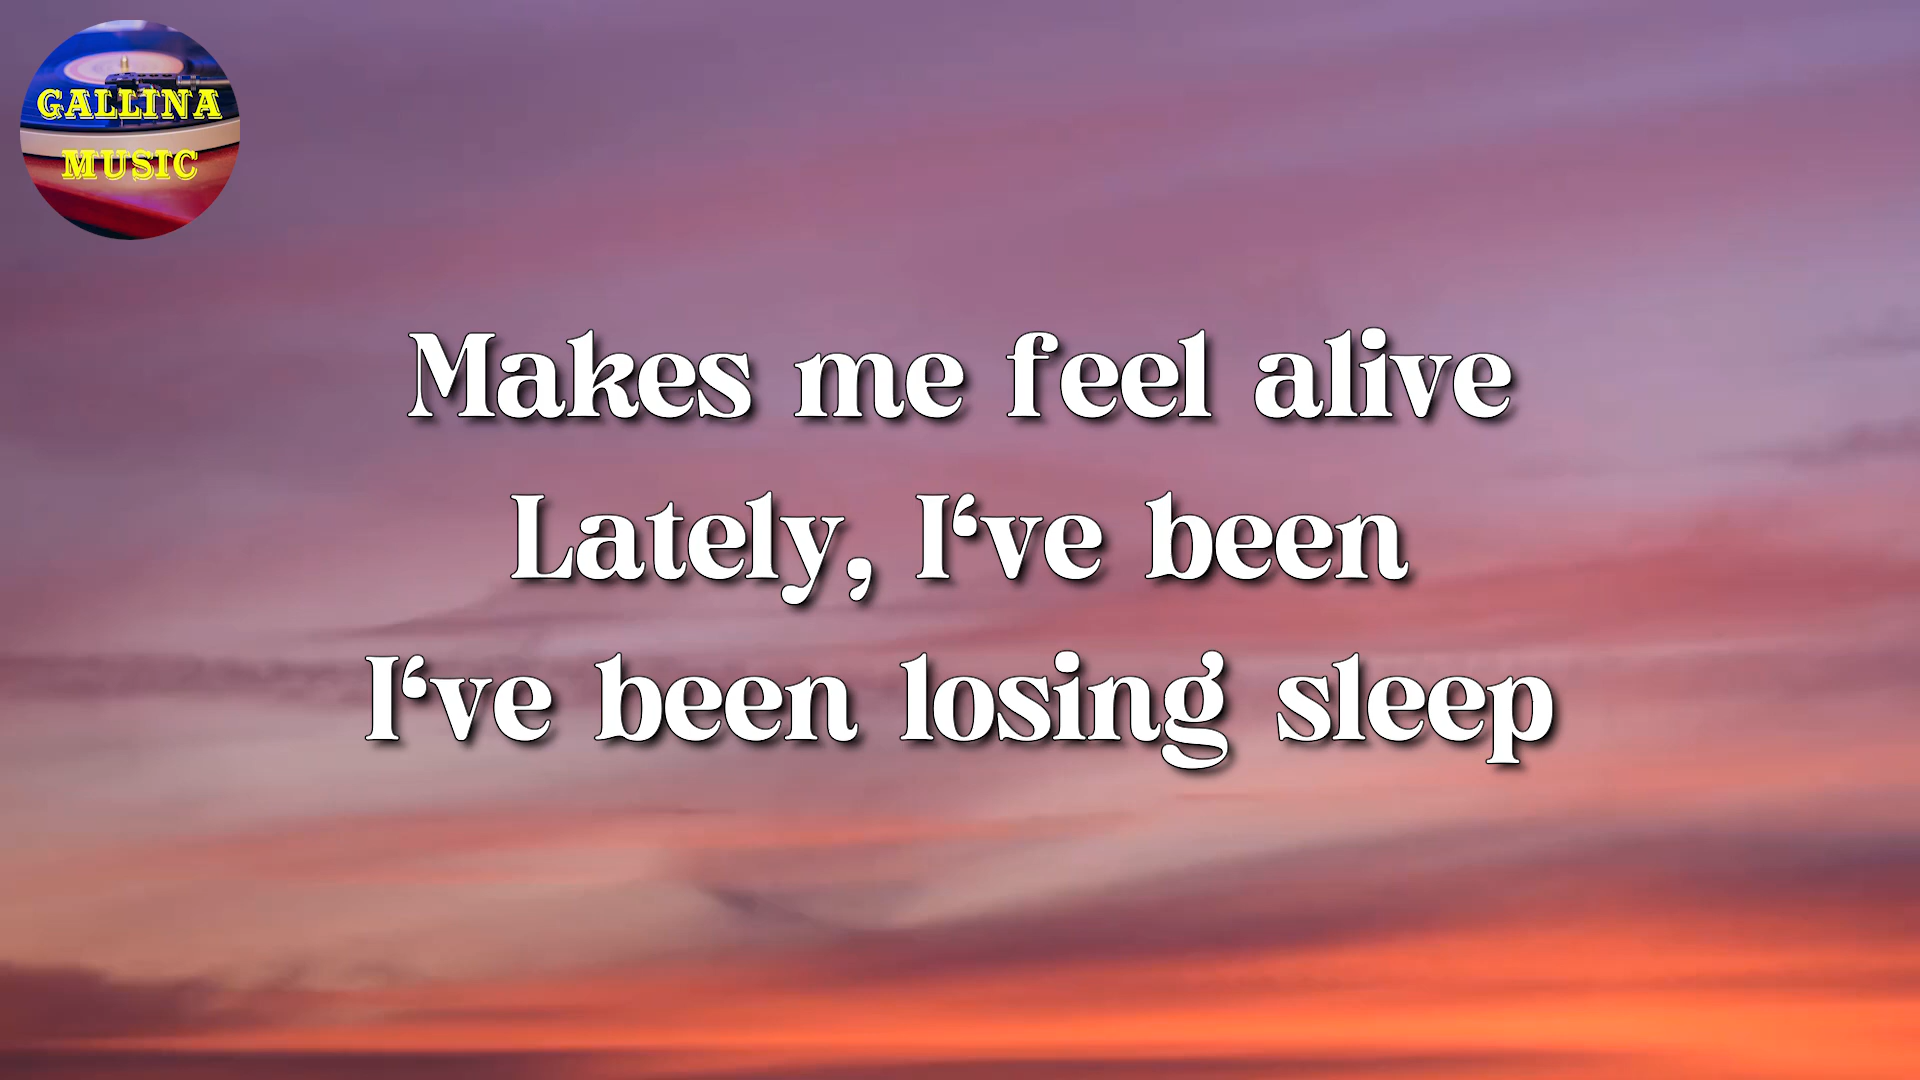 GALLINA
MUSIC
Makes me feel alive
Lately, I‘ve been
I‘ve been losing sleep